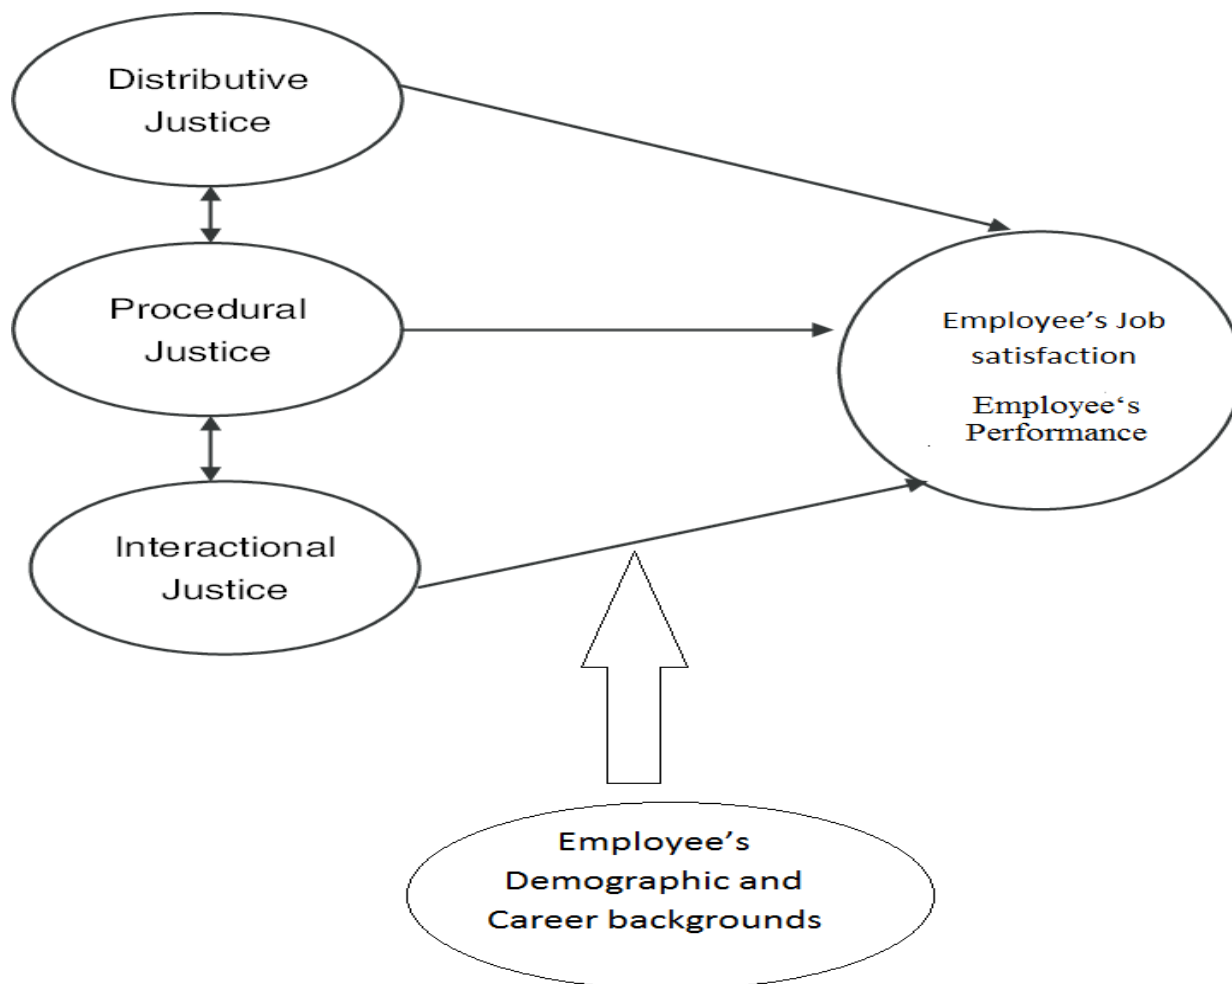 Distributive
Justice
Procedural
Justice
Employee’s Job
satisfaction
Employee‘s
Performance
Interactional
Justice
Employee’s
Demographic and
Career backgrounds